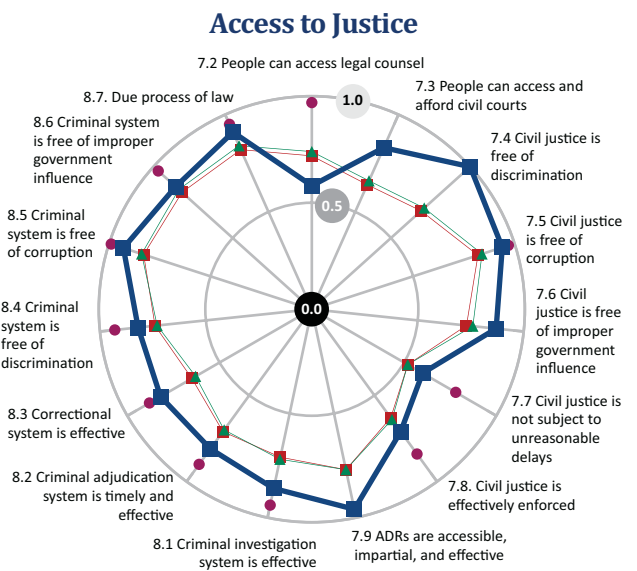 Access to Justice
7.2 People can access legal counsel
1.0
7.3 People can access and
afford civil courts
7.4 Civil justice is
free of
discrimination
7.5 Civil justice
is free of
corruption
7.6 Civil
justice is free
of improper
government
influence
7.7 Civil justice is
not subject to
unreasonable
delays
7.8. Civil justice is
effectively enforced
7.9 ADRs are accessible,
impartial, and effective
8.1 Criminal investigation
system is effective
8.2 Criminal adjudication
system is timely and
effective
8.3 Correctional
system is effective
8.4 Criminal
system is
free of
discrimination
8.5 Criminal
system is free
of corruption
8.6 Criminal system
is free of improper
government
influence
8.7. Due process of law
0.5
0.0